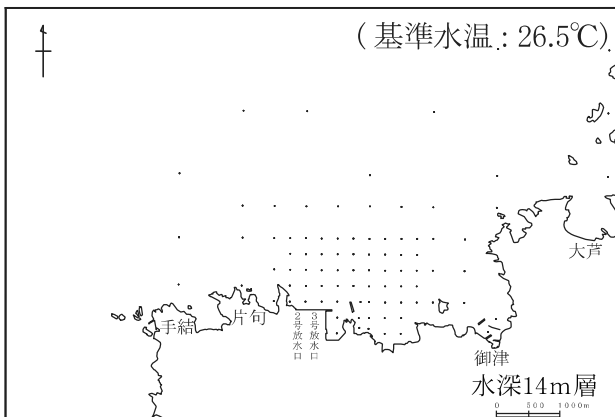 (基準水温:26.5℃)
大芦
手結
片句
2号放水口
3号放水口
御津
水深14m層
0 500 1000m